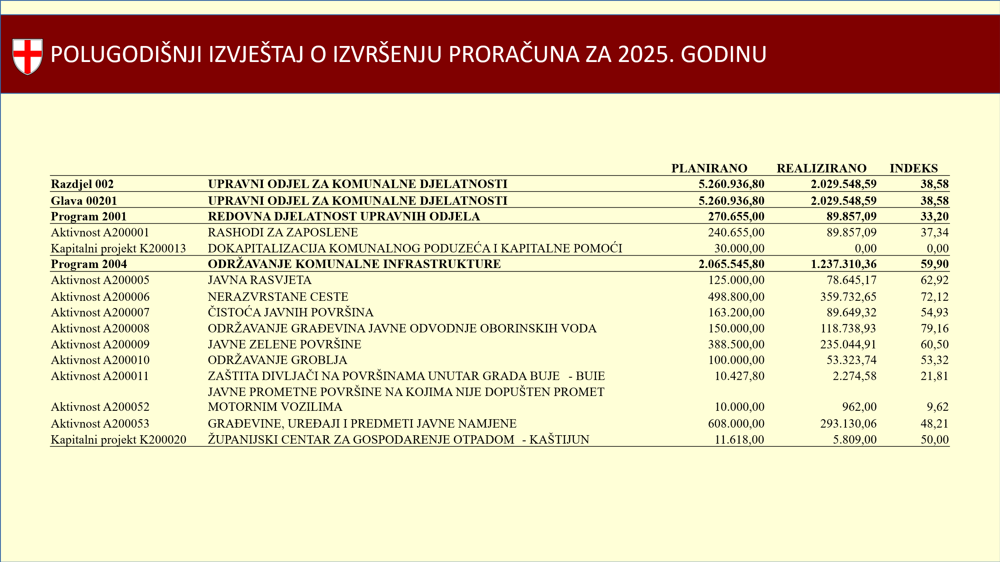 POLUGODIŠNJI IZVJEŠTAJ O IZVRŠENJU PRORAČUNA ZA 2025. GODINU
PLANIRANO REALIZIRANO INDEKS
Razdjel 002 UPRAVNI ODJEL ZA KOMUNALNE DJELATNOSTI 5.260.936,80 2.029.548,59 38,58
Glava 00201 UPRAVNI ODJEL ZA KOMUNALNE DJELATNOSTI 5.260.936,80 2.029.548,59 38,58
Program 2001 REDOVNA DJELATNOST UPRAVNIH ODJELA 270.655,00 89.857,09 33,20
Aktivnost A200001 RASHODI ZA ZAPOSLENE 240.655,00 89.857,09 37,34
Kapitalni projekt K200013 DOKAPITALIZACIJA KOMUNALNOG PODUZEĆA I KAPITALNE POMOĆI 30.000,00 0,00 0,00
Program 2004 ODRŽAVANJE KOMUNALNE INFRASTRUKTURE 2.065.545,80 1.237.310,36 59,90
Aktivnost A200005 JAVNA RASVJETA 125.000,00 78.645,17 62,92
Aktivnost A200006 NERAZVRSTANE CESTE 498.800,00 359.732,65 72,12
Aktivnost A200007 ČISTOĆA JAVNIH POVRŠINA 163.200,00 89.649,32 54,93
Aktivnost A200008 ODRŽAVANJE GRAĐEVINA JAVNE ODVODNJE OBORINSKIH VODA 150.000,00 118.738,93 79,16
Aktivnost A200009 JAVNE ZELENE POVRŠINE 388.500,00 235.044,91 60,50
Aktivnost A200010 ODRŽAVANJE GROBLJA 100.000,00 53.323,74 53,32
Aktivnost A200011 ZAŠTITA DIVLJAČI NA POVRŠINAMA UNUTAR GRADA BUJE - BUIE 10.427,80 2.274,58 21,81
JAVNE PROMETNE POVRŠINE NA KOJIMA NIJE DOPUŠTEN PROMET
Aktivnost A200052 MOTORNIM VOZILIMA 10.000,00 962,00 9,62
Aktivnost A200053 GRAĐEVINE, UREĐAJI I PREDMETI JAVNE NAMJENE 608.000,00 293.130,06 48,21
Kapitalni projekt K200020 ŽUPANIJSKI CENTAR ZA GOSPODARENJE OTPADOM - KAŠTIJUN 11.618,00 5.809,00 50,00